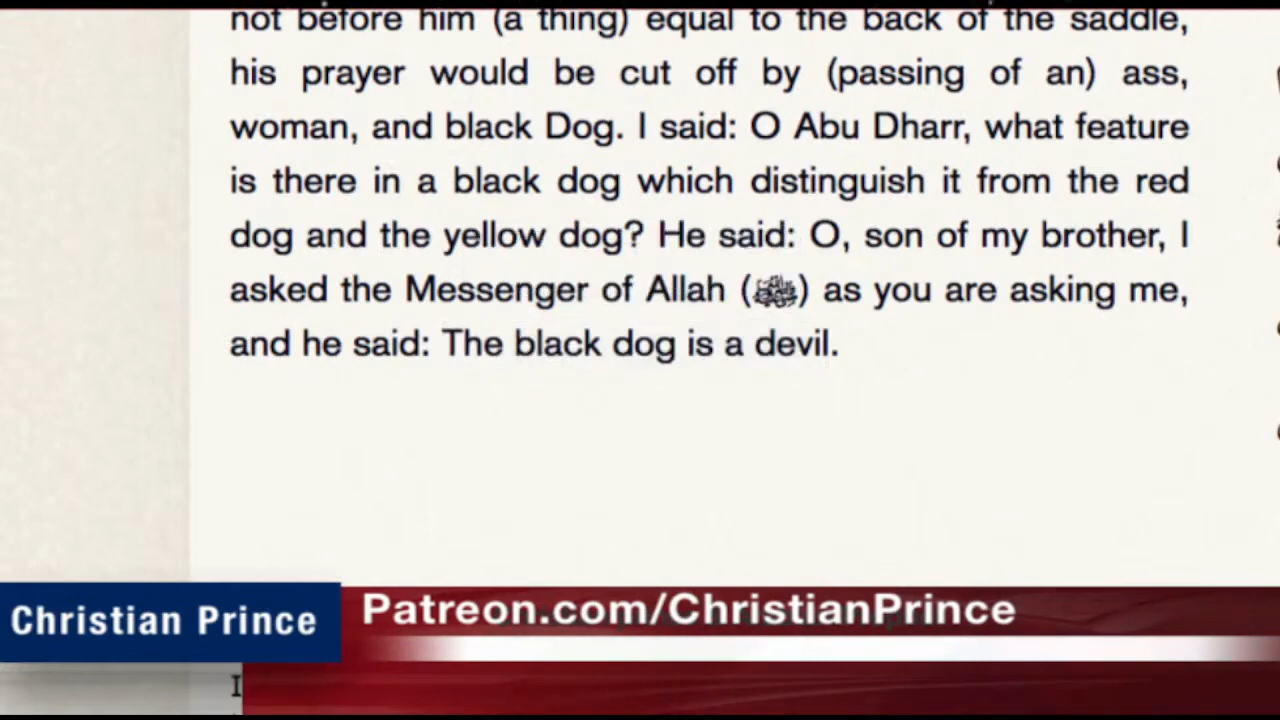 not before him (a thing) equal to the back of the saddle,
his prayer would be cut off by (passing of an) ass,
woman, and black Dog. I said: O Abu Dharr, what feature
is there in a black dog which distinguish it from the red
dog and the yellow dog? He said: O, son of my brother, I
asked the Messenger of Allah (ﷺ) as you are asking me,
and he said: The black dog is a devil.
Christian Prince
Patreon.com/ChristianPrince
I